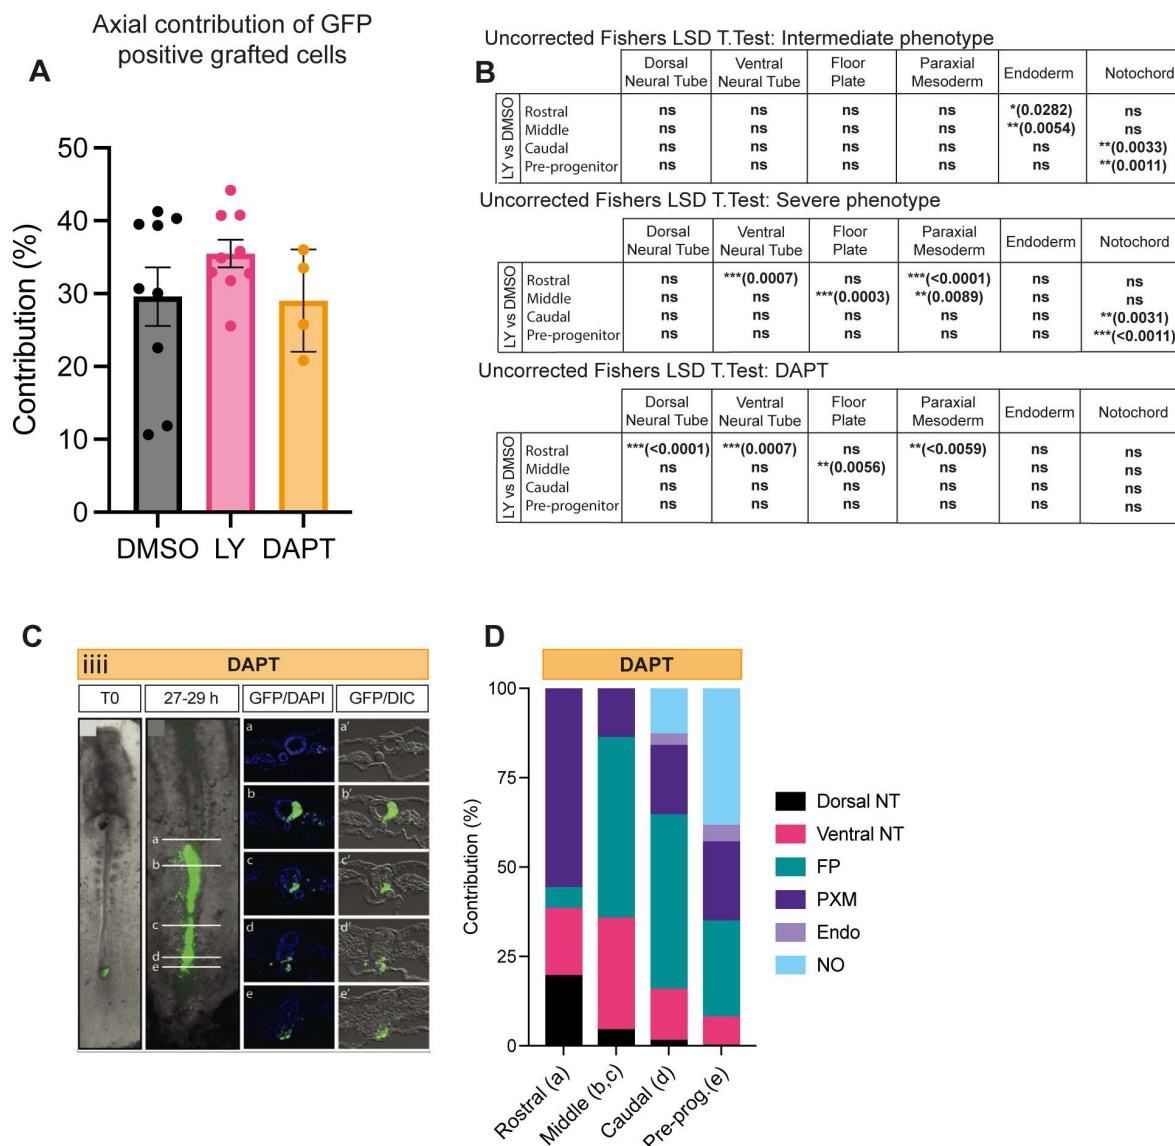 Axial contribution of GFP
positive grafted cells
A
Contribution (%)
50
40
30
20
10
0
DMSO LY DAPT
B
Uncorrected Fishers LSD T.Test: Intermediate phenotype
Dorsal Neural Tube Ventral Neural Tube Floor Plate Paraxial Mesoderm Endoderm Notochord
LY vs DMSO
Rostral ns ns ns ns *(0.0282) ns
Middle ns ns ns ns **(0.0054) ns
Caudal ns ns ns ns ns **(0.0033)
Pre-progenitor ns ns ns ns ns **(0.0011)
Uncorrected Fishers LSD T.Test: Severe phenotype
Dorsal Neural Tube Ventral Neural Tube Floor Plate Paraxial Mesoderm Endoderm Notochord
LY vs DMSO
Rostral ns ***(0.0007) ns ***(<0.0001) ns ns
Middle ns ns ***(0.0003) **(0.0089) ns ns
Caudal ns ns ns ns ns **(0.0031)
Pre-progenitor ns ns ns ns ns ***(<0.0011)
Uncorrected Fishers LSD T.Test: DAPT
Dorsal Neural Tube Ventral Neural Tube Floor Plate Paraxial Mesoderm Endoderm Notochord
LY vs DMSO
Rostral ***(<0.0001) ***(0.0007) ns **(<0.0059) ns ns
Middle ns ns **(0.0056) ns ns ns
Caudal ns ns ns ns ns ns
Pre-progenitor ns ns ns ns ns ns
C
iiii DAPT
T0 27-29 h GFP/DAPI GFP/DIC
a
b
c
d
e
a a'
b b'
c c'
d d'
e e'
D
DAPT
Contribution (%)
100
75
50
25
0
Rostral (a)
Middle (b,c)
Caudal (d)
Pre-prog.(e)
Dorsal NT
Ventral NT
FP
PXM
Endo
NO